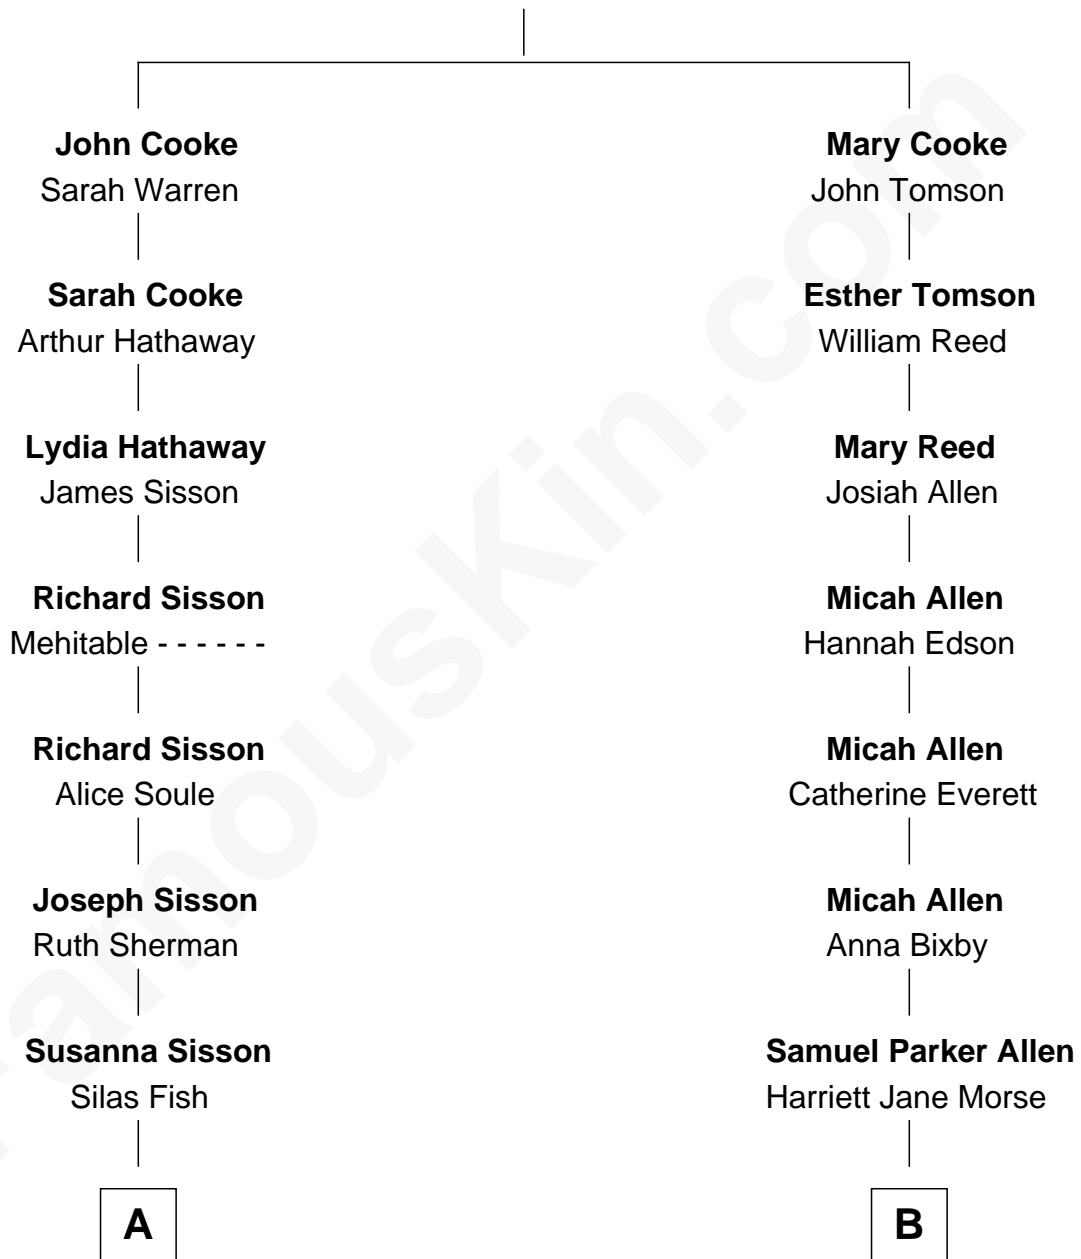 John Cooke
Sarah Warren
Mary Cooke
John Tomson
Sarah Cooke
Arthur Hathaway
Esther Tomson
William Reed
Lydia Hathaway
James Sisson
Mary Reed
Josiah Allen
Richard Sisson
Mehitable - - - - - -
Micah Allen
Hannah Edson
Richard Sisson
Alice Soule
Micah Allen
Catherine Everett
Joseph Sisson
Ruth Sherman
Micah Allen
Anna Bixby
Susanna Sisson
Silas Fish
Samuel Parker Allen
Harriett Jane Morse
A
B
FamousKin.com